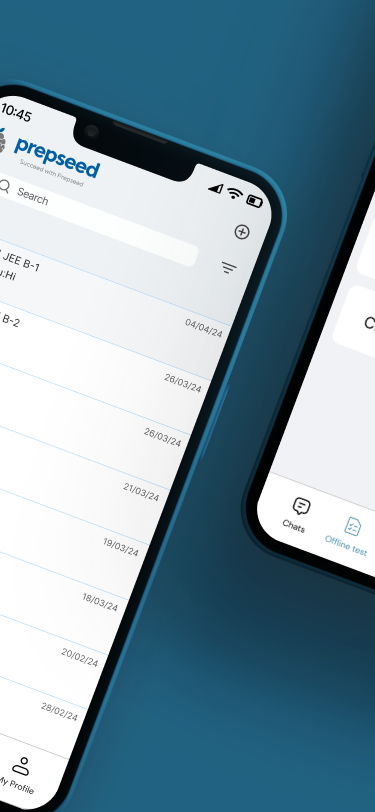 10:45
prepseed
Succeed with Prepseed
Search
JEE B-1
:Hi
04/04/24
B-2
26/03/24
26/03/24
21/03/24
19/03/24
18/03/24
20/02/24
28/02/24
My Profile
Chats
Offline test